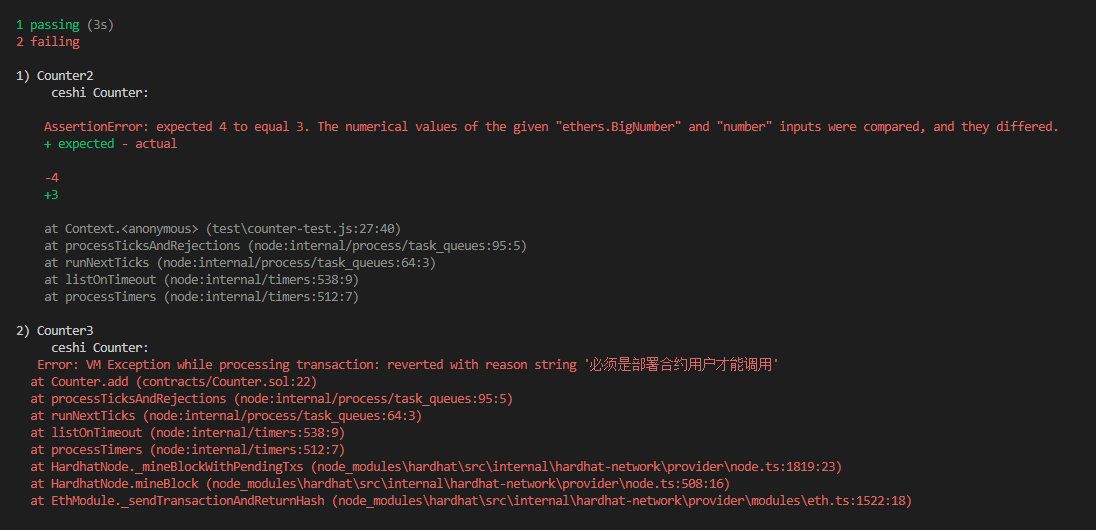 1 passing (3s)
2 failing
1) Counter2
ceshi Counter:
AssertionError: expected 4 to equal 3. The numerical values of the given "ethers.BigNumber" and "number" inputs were compared, and they differed.
+ expected - actual
-4
+3
at Context.<anonymous> (test\counter-test.js:27:40)
at processTicksAndRejections (node:internal/process/task_queues:95:5)
at runNextTicks (node:internal/process/task_queues:64:3)
at listOnTimeout (node:internal/timers:538:9)
at processTimers (node:internal/timers:512:7)
2) Counter3
ceshi Counter:
Error: VM Exception while processing transaction: reverted with reason string '必须是部署合约用户才能调用'
at Counter.add (contracts/Counter.sol:22)
at processTicksAndRejections (node:internal/process/task_queues:95:5)
at runNextTicks (node:internal/process/task_queues:64:3)
at listOnTimeout (node:internal/timers:538:9)
at processTimers (node:internal/timers:512:7)
at HardhatNode._mineBlockWithPendingTxs (node_modules\hardhat\src\internal\hardhat-network\provider\node.ts:1819:23)
at HardhatNode.mineBlock (node_modules\hardhat\src\internal\hardhat-network\provider\node.ts:508:16)
at EthModule._sendTransactionAndReturnHash (node_modules\hardhat\src\internal\hardhat-network\provider\modules\eth.ts:1522:18)